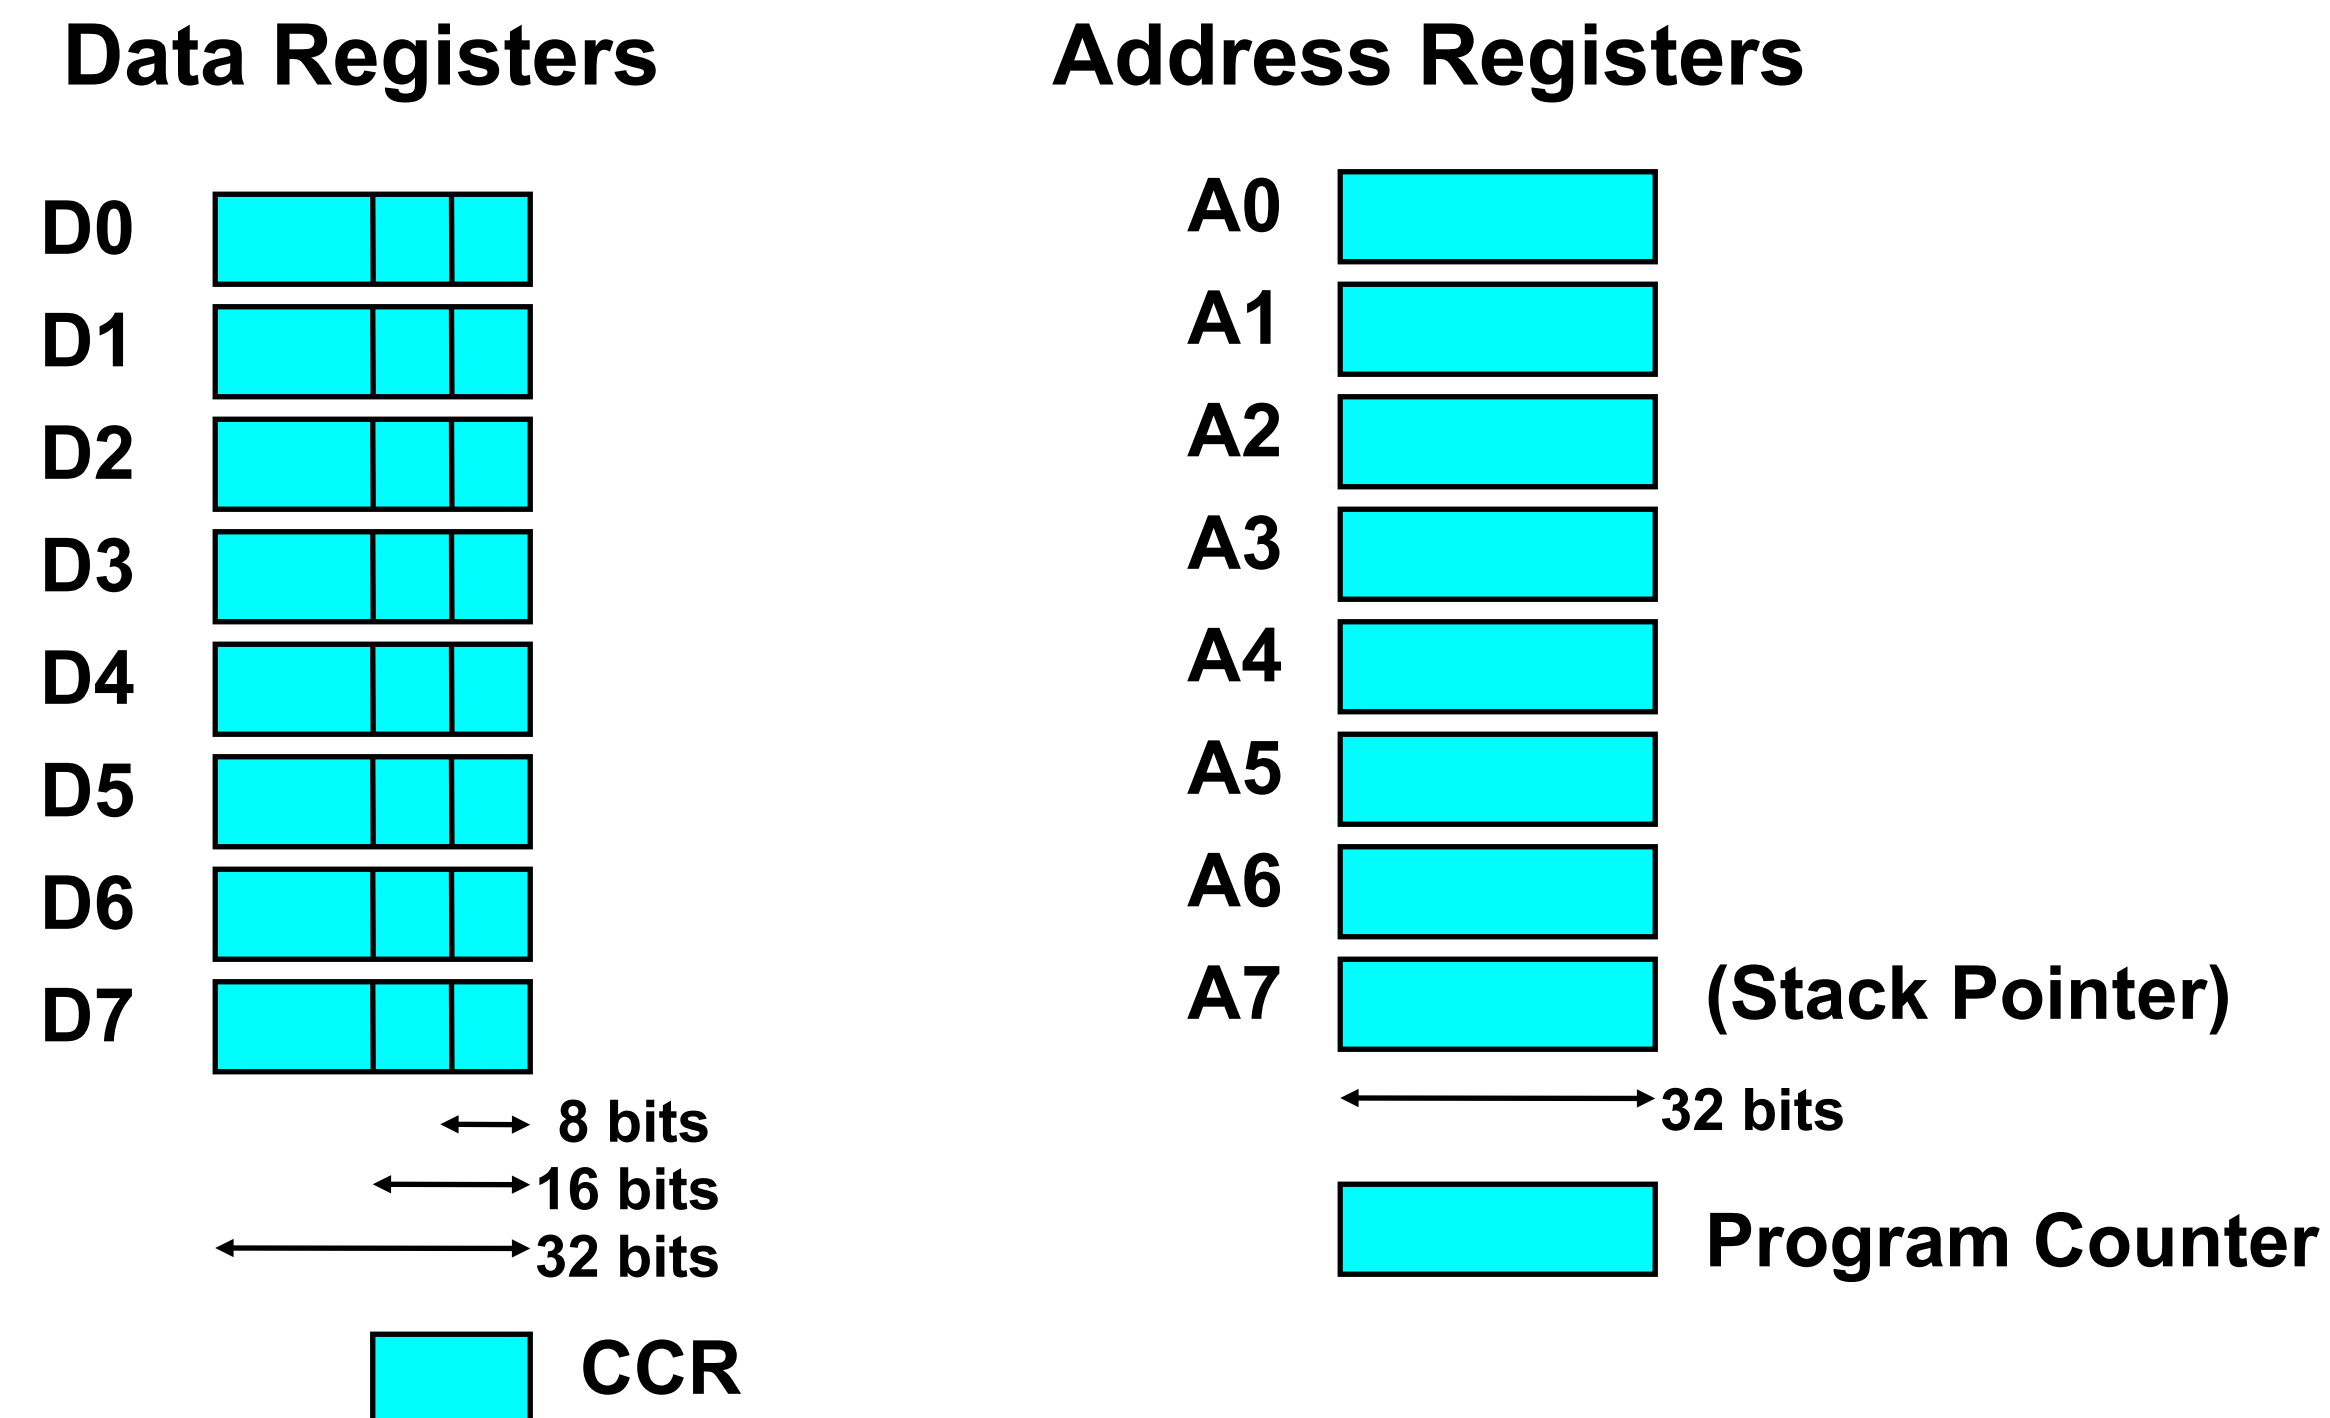 Data Registers
D0
D1
D2
D3
D4
D5
D6
D7
8 bits
16 bits
32 bits
CCR
Address Registers
A0
A1
A2
A3
A4
A5
A6
A7 (Stack Pointer)
32 bits
Program Counter